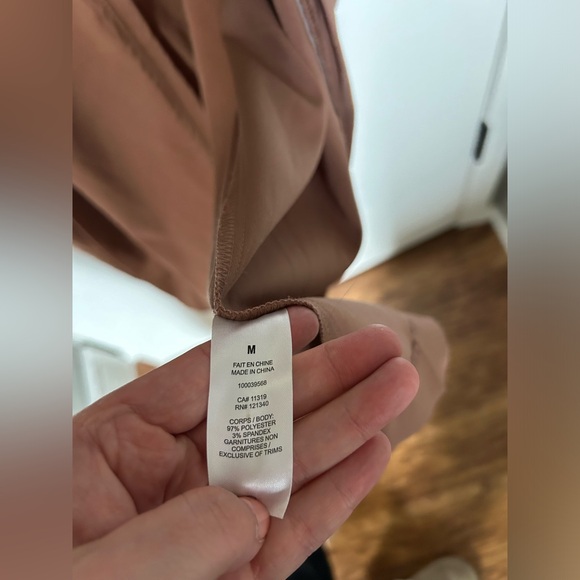 M
FAIT EN CHINE
MADE IN CHINA
100039568
CA# 11319
RN# 121340
CORPS / BODY:
97% POLYESTER
3% SPANDEX
GARNITURES NON
COMPRISES /
EXCLUSIVE OF TRIMS